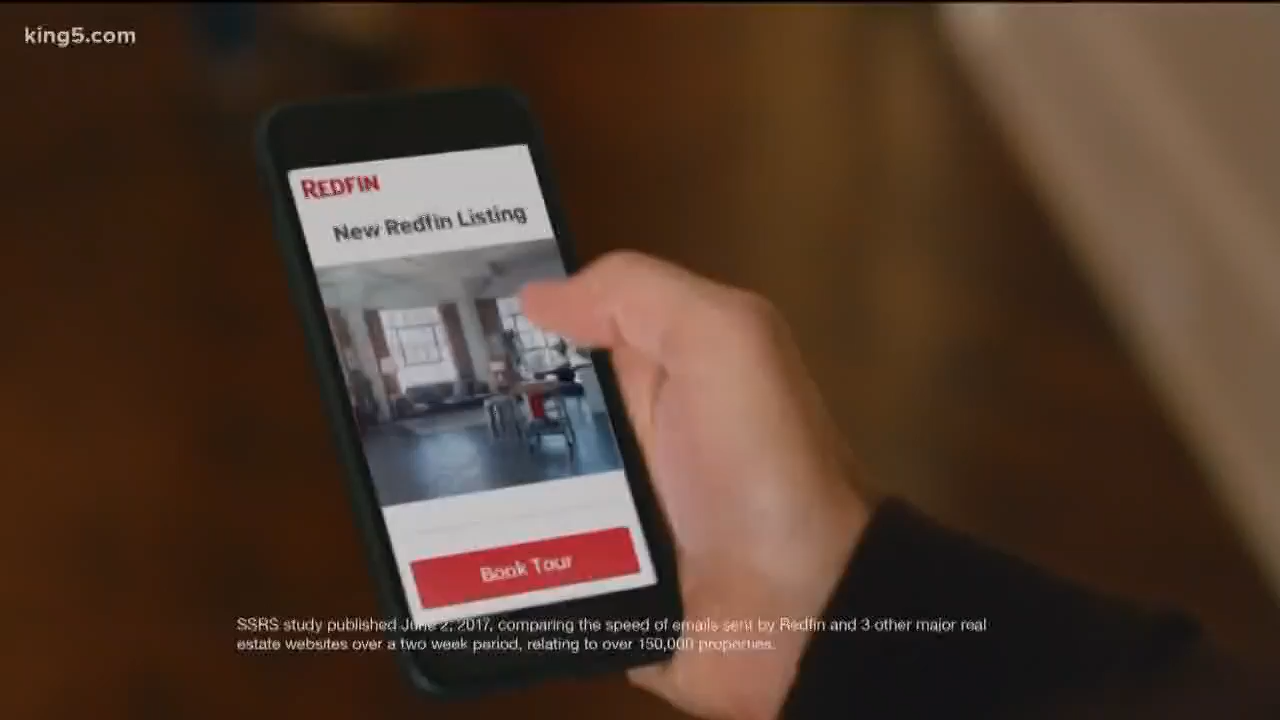 king5.com
REDFIN
New Redfin Listing
Book Tour
SSRS study published June 2, 2017, comparing the speed of emails sent by Redfin and 3 other major real
estate websites over a two week period, relating to over 150,000 properties.